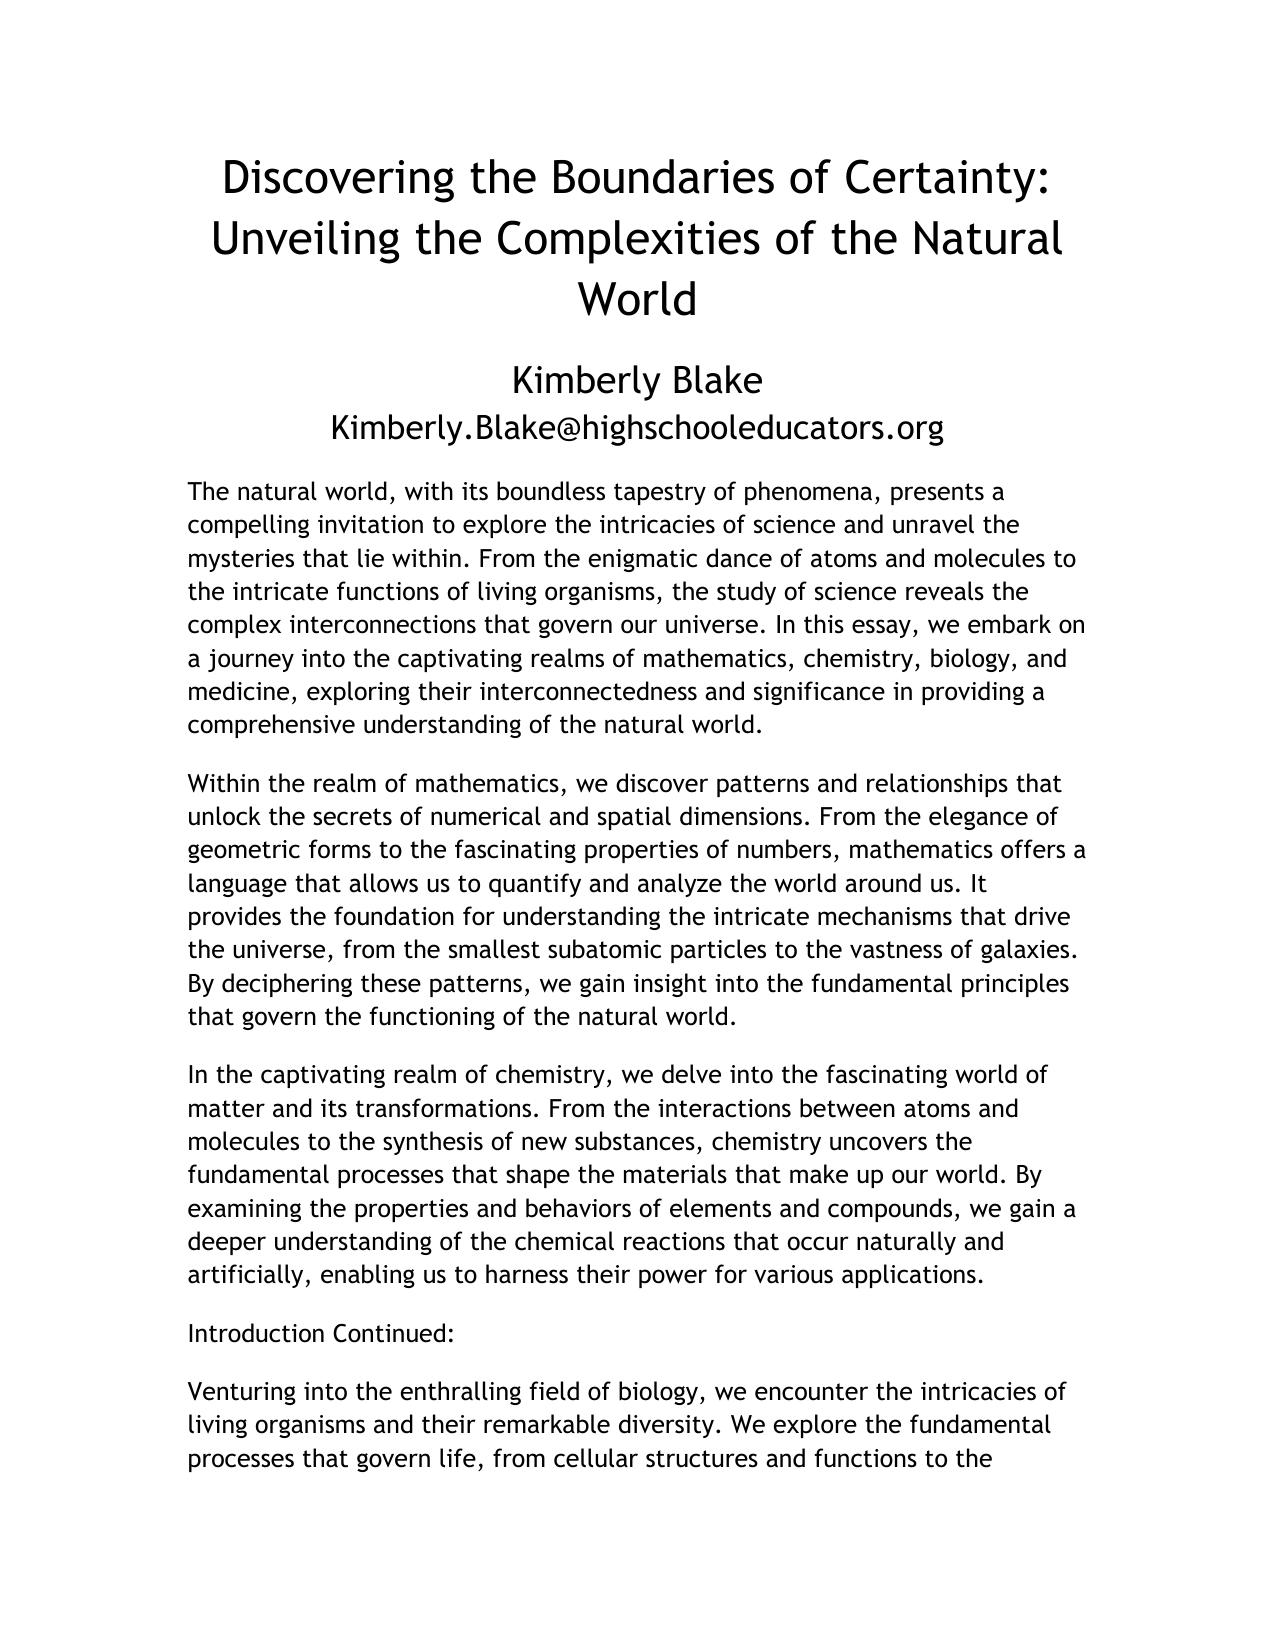 Discovering the Boundaries of Certainty:
Unveiling the Complexities of the Natural
World
Kimberly Blake
Kimberly.Blake@highschooleducators.org
The natural world, with its boundless tapestry of phenomena, presents a
compelling invitation to explore the intricacies of science and unravel the
mysteries that lie within. From the enigmatic dance of atoms and molecules to
the intricate functions of living organisms, the study of science reveals the
complex interconnections that govern our universe. In this essay, we embark on
a journey into the captivating realms of mathematics, chemistry, biology, and
medicine, exploring their interconnectedness and significance in providing a
comprehensive understanding of the natural world.
Within the realm of mathematics, we discover patterns and relationships that
unlock the secrets of numerical and spatial dimensions. From the elegance of
geometric forms to the fascinating properties of numbers, mathematics offers a
language that allows us to quantify and analyze the world around us. It
provides the foundation for understanding the intricate mechanisms that drive
the universe, from the smallest subatomic particles to the vastness of galaxies.
By deciphering these patterns, we gain insight into the fundamental principles
that govern the functioning of the natural world.
In the captivating realm of chemistry, we delve into the fascinating world of
matter and its transformations. From the interactions between atoms and
molecules to the synthesis of new substances, chemistry uncovers the
fundamental processes that shape the materials that make up our world. By
examining the properties and behaviors of elements and compounds, we gain a
deeper understanding of the chemical reactions that occur naturally and
artificially, enabling us to harness their power for various applications.
Introduction Continued:
Venturing into the enthralling field of biology, we encounter the intricacies of
living organisms and their remarkable diversity. We explore the fundamental
processes that govern life, from cellular structures and functions to the